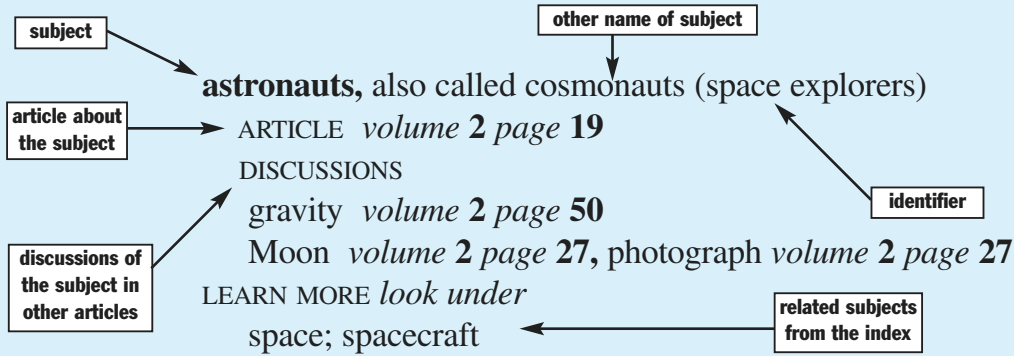 other name of subject
subject
astronauts, also called cosmonauts (space explorers)
article about
the subject
ARTICLE volume 2 page 19
DISCUSSIONS
identifier
gravity volume 2 page 50
discussions of
the subject in
other articles
Moon volume 2 page 27, photograph volume 2 page 27
LEARN MORE look under
space; spacecraft
related subjects
from the index